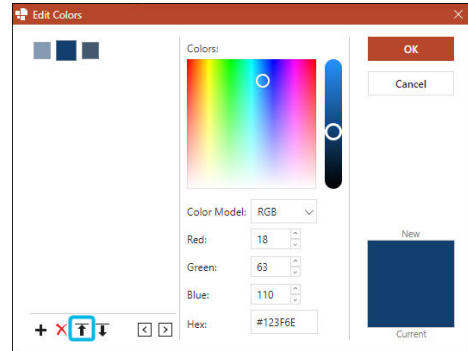 Edit Colors
Colors:
OK
Cancel
Color Model: RGB
Red: 18
Green: 63
Blue: 110
Hex: #123F6E
New
Current